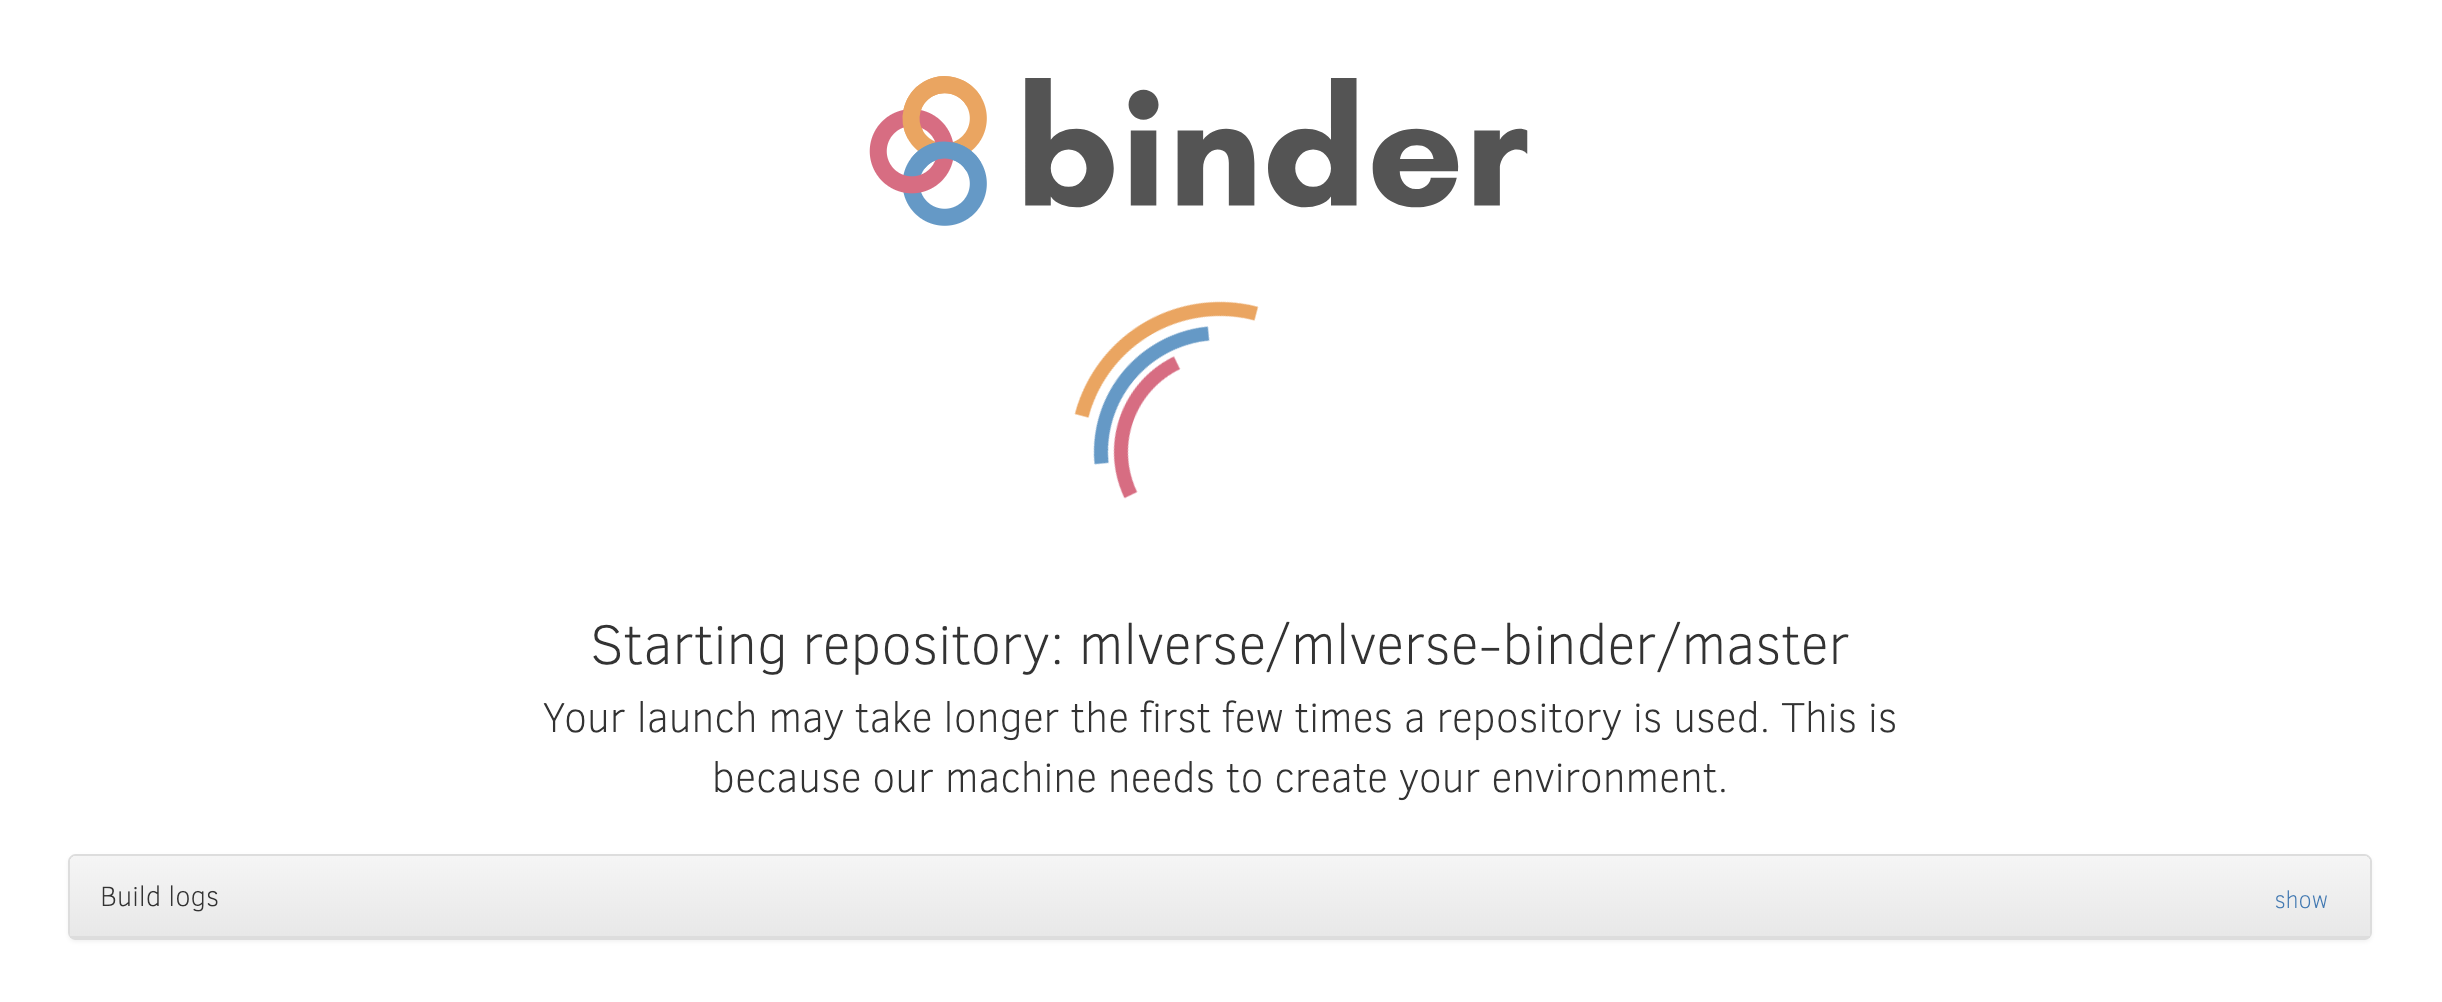 binder
Starting repository: mlverse/mlverse-binder/master
Your launch may take longer the first few times a repository is used. This is
because our machine needs to create your environment.
Build logs
show